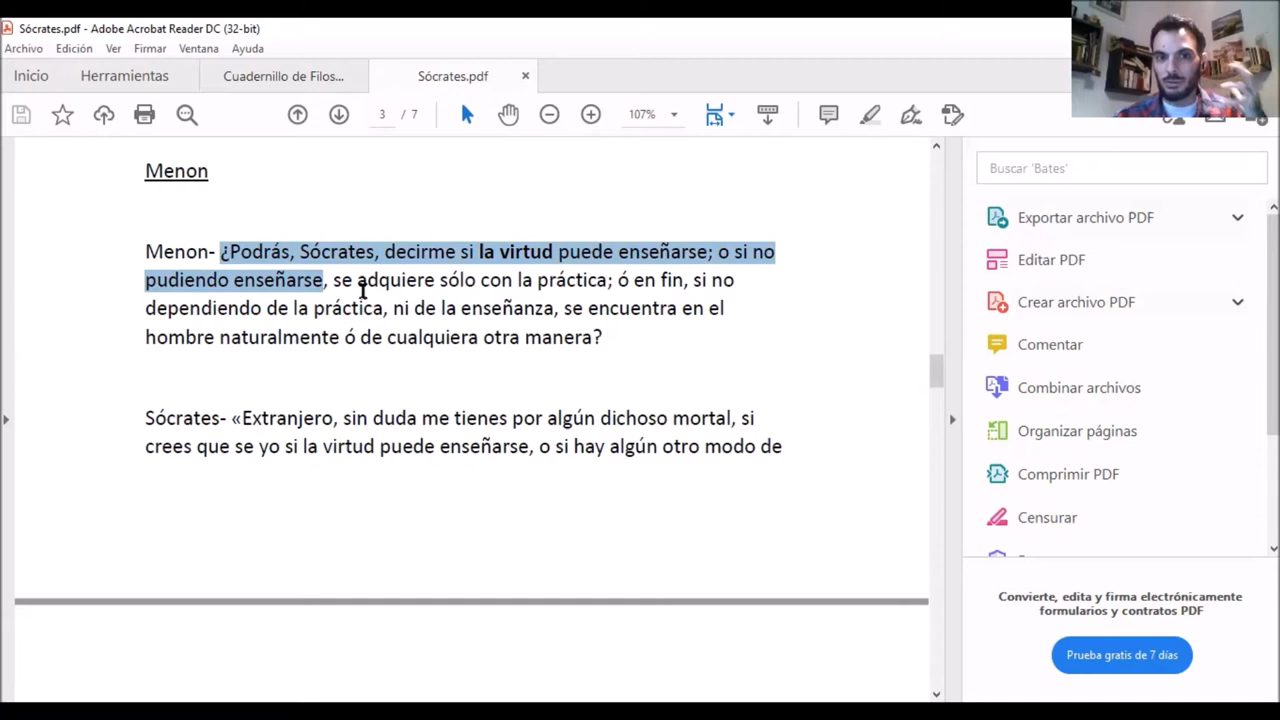 Sócrates.pdf - Adobe Acrobat Reader DC (32-bit)
Archivo Edición Ver Firmar Ventana Ayuda
Inicio Herramientas Cuadernillo de Filos... Sócrates.pdf ×
3 / 7 107%
Menon
Buscar 'Bates'
Exportar archivo PDF
Editar PDF
Crear archivo PDF
Comentar
Combinar archivos
Organizar páginas
Comprimir PDF
Censurar
Menon- ¿Podrás, Sócrates, decirme si la virtud puede enseñarse; o si no
pudiendo enseñarse, se adquiere sólo con la práctica; ó en fin, si no
dependiendo de la práctica, ni de la enseñanza, se encuentra en el
hombre naturalmente ó de cualquiera otra manera?
Sócrates- «Extranjero, sin duda me tienes por algún dichoso mortal, si
crees que se yo si la virtud puede enseñarse, o si hay algún otro modo de
Convierte, edita y firma electrónicamente
formularios y contratos PDF
Prueba gratis de 7 días